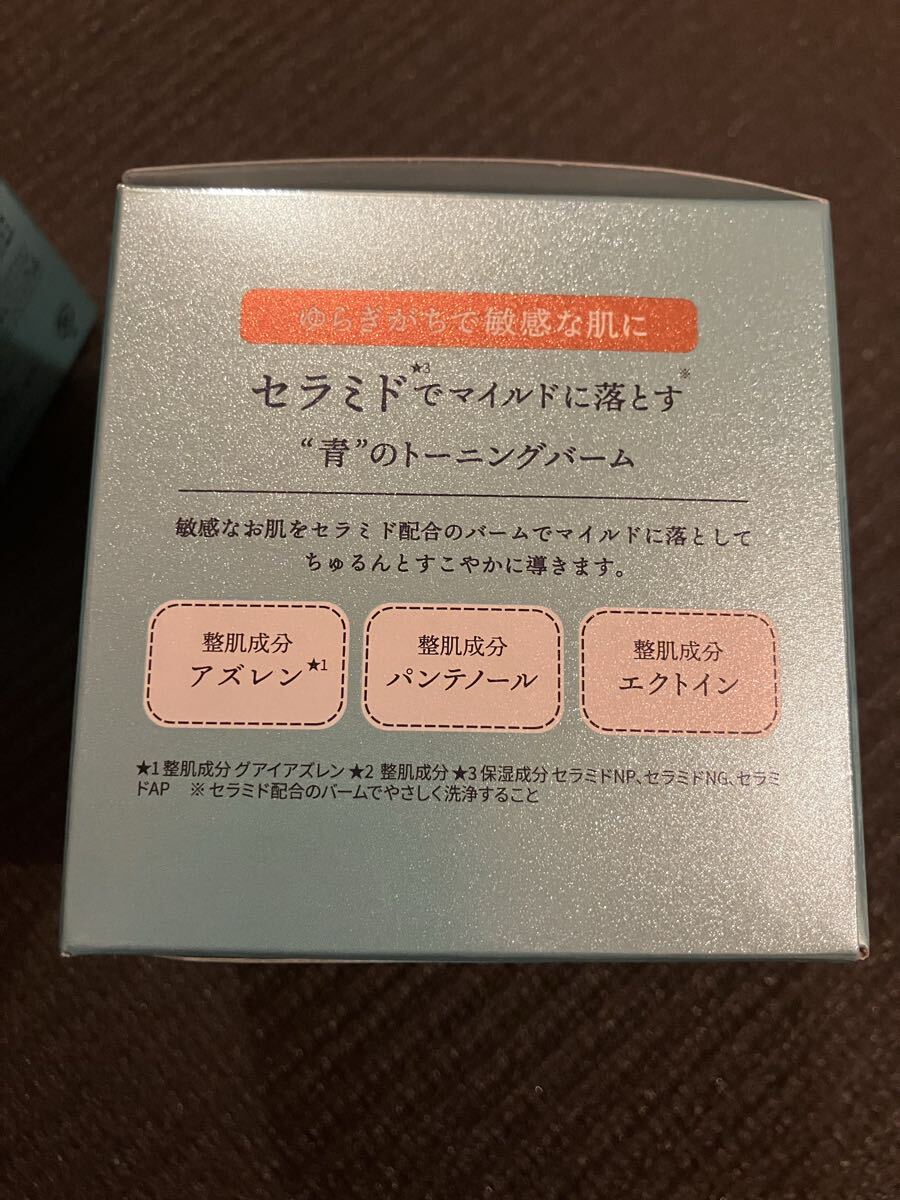 ゆらぎがちで敏感な肌に
セラミド★3でマイルドに落とす※
“青”のトーニングバーム
敏感なお肌をセラミド配合のバームでマイルドに落として
ちゅるんとすこやかに導きます。
整肌成分
アズレン★1
整肌成分
パンテノール
整肌成分
エクトイン
★1 整肌成分 グアイアズレン ★2 整肌成分 ★3 保湿成分 セラミドNP、セラミドNG、セラミ
ドAP ※ セラミド配合のバームでやさしく洗浄すること